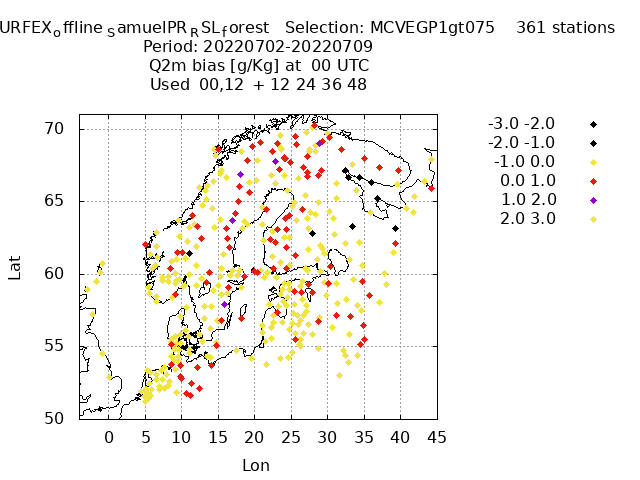 URFEXoffline SamuelPRRSLforest Selection: MCVEGP1gt075 361 stations
Period: 20220702-20220709
Q2m bias [g/Kg] at 00 UTC
Used 00,12 + 12 24 36 48
-3.0 -2.0
-2.0 -1.0
-1.0 0.0
0.0 1.0
1.0 2.0
2.0 3.0
70
65
60
55
50
Lat
0 5 10 15 20 25 30 35 40 45
Lon